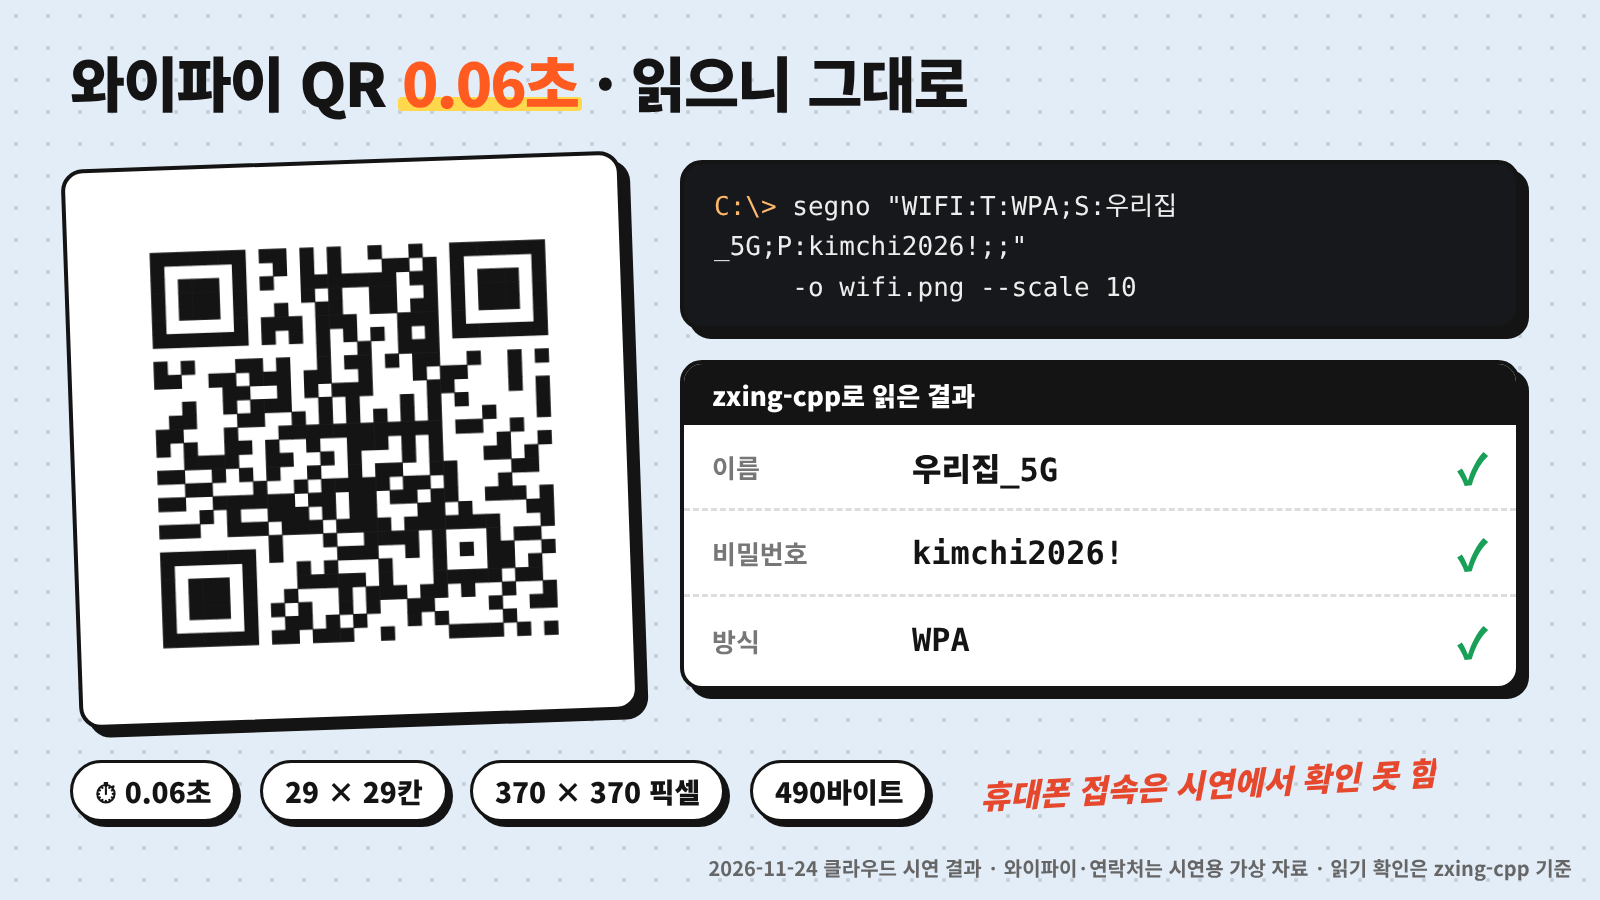 와이파이 QR 0.06초 · 읽으니 그대로
C:\> segno "WIFI:T:WPA;S:우리집
_5G;P:kimchi2026!;;"
-o wifi.png --scale 10
zxing-cpp로 읽은 결과
이름 우리집_5G ✓
비밀번호 kimchi2026! ✓
방식 WPA ✓
⏱ 0.06초 29 × 29칸 370 × 370 픽셀 490바이트
휴대폰 접속은 시연에서 확인 못 힘
2026-11-24 클라우드 시연 결과 · 와이파이·연락처는 시연용 가상 자료 · 읽기 확인은 zxing-cpp 기준